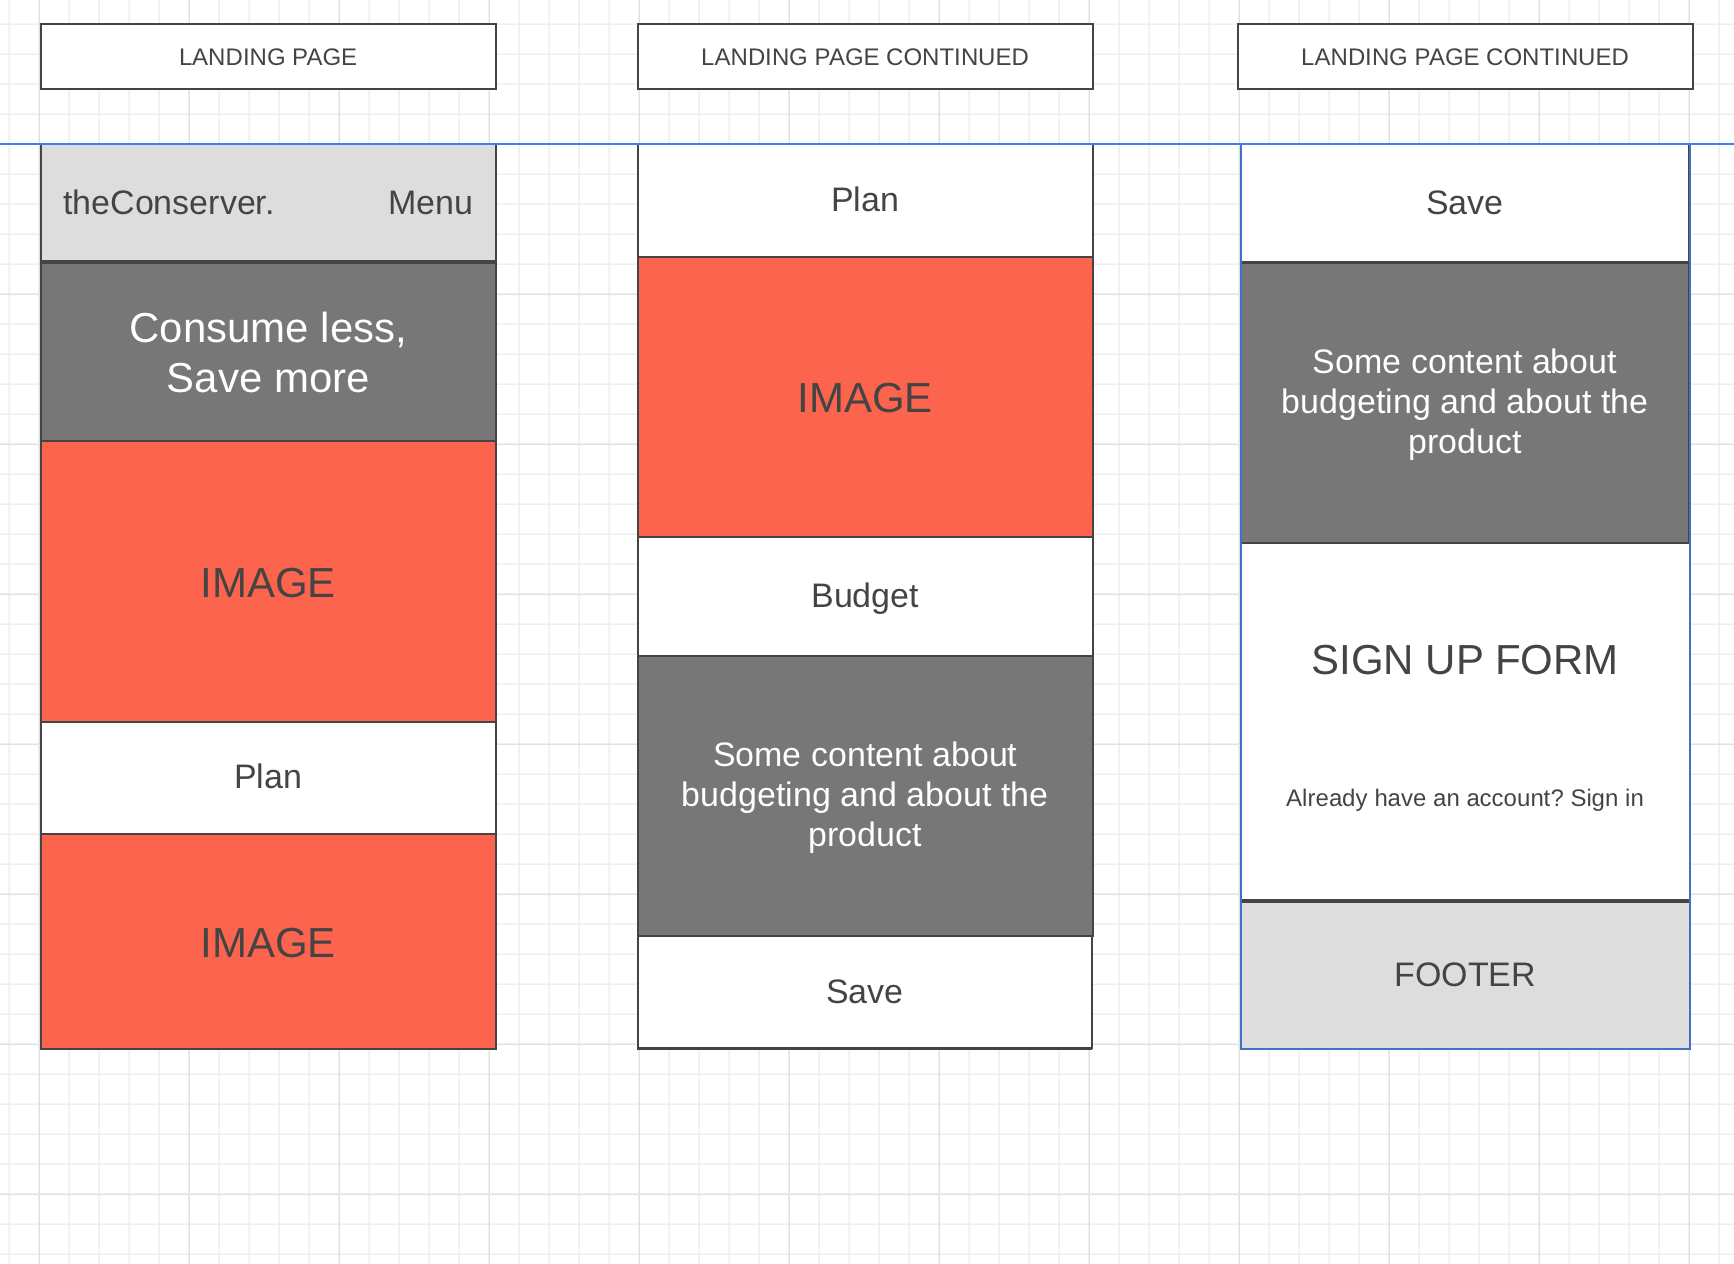 LANDING PAGE
theConserver. Menu
Consume less,
Save more
IMAGE
Plan
IMAGE
LANDING PAGE CONTINUED
Plan
IMAGE
Budget
Some content about
budgeting and about the
product
Save
LANDING PAGE CONTINUED
Save
Some content about
budgeting and about the
product
SIGN UP FORM
Already have an account? Sign in
FOOTER